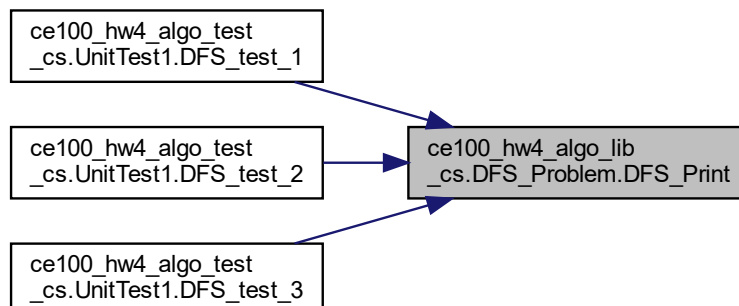 ce100_hw4_algo_test
_cs.UnitTest1.DFS_test_1
ce100_hw4_algo_test
_cs.UnitTest1.DFS_test_2
ce100_hw4_algo_lib
_cs.DFS_Problem.DFS_Print
ce100_hw4_algo_test
_cs.UnitTest1.DFS_test_3